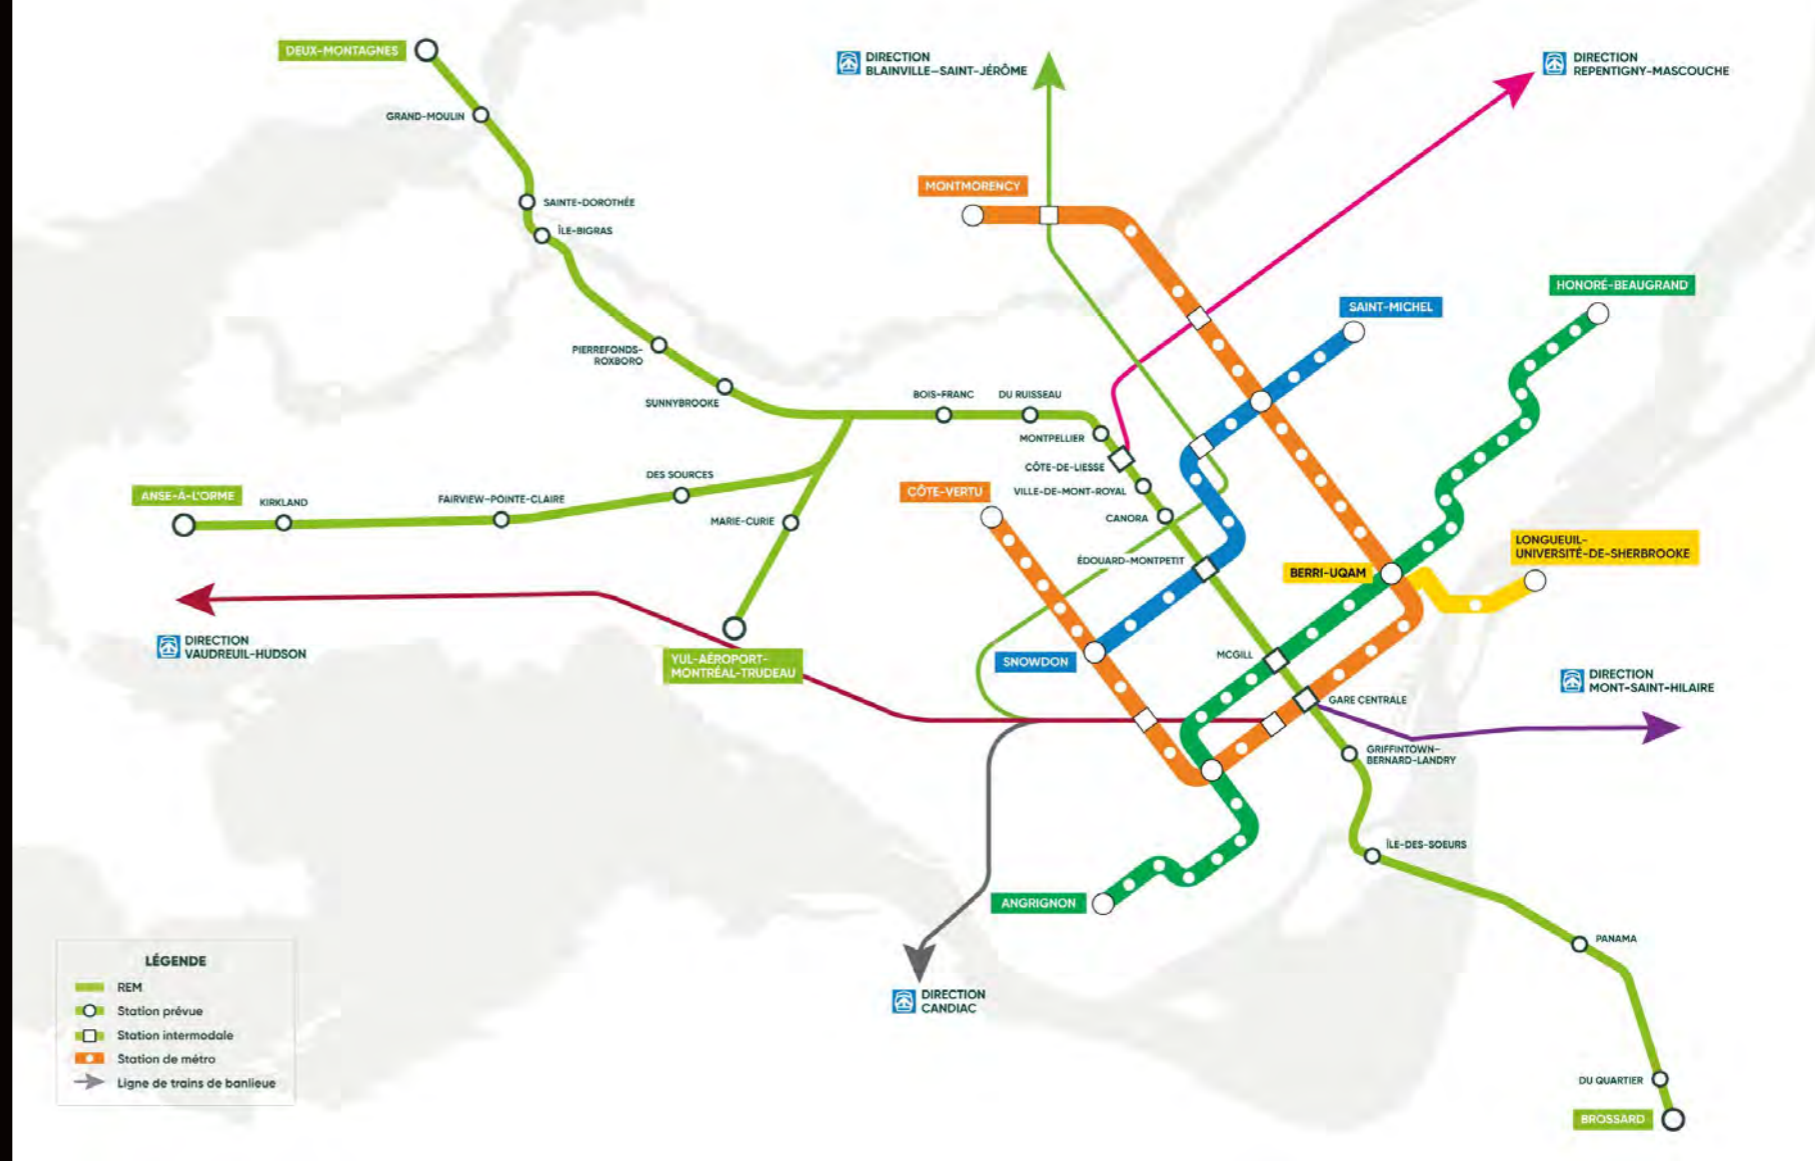 DEUX-MONTAGNES
GRAND-MOULIN
SAINTE-DOROTHÉE
ÎLE-BIGRAS
PIERREFONDS-
ROXBORO
SUNNYBROOKE
DIRECTION
BLAINVILLE–SAINT-JÉRÔME
DIRECTION
REPENTIGNY-MASCOUCHE
MONTMORENCY
SAINT-MICHEL
HONORÉ-BEAUGRAND
BOIS-FRANC
DU RUISSEAU
MONTPELLIER
CÔTE-DE-LIESSE
VILLE-DE-MONT-ROYAL
CANORA
ÉDOUARD-MONTPETIT
ANSE-À-L'ORME
KIRKLAND
FAIRVIEW–POINTE-CLAIRE
DES SOURCES
MARIE-CURIE
CÔTE-VERTU
LONGUEUIL-
UNIVERSITÉ-DE-SHERBROOKE
BERRI-UQAM
DIRECTION
VAUDREUIL-HUDSON
YUL-AÉROPORT-
MONTRÉAL-TRUDEAU
SNOWDON
MCGILL
GARE CENTRALE
DIRECTION
MONT-SAINT-HILAIRE
GRIFFINTOWN–
BERNARD-LANDRY
ÎLE-DES-SOEURS
ANGRIGNON
PANAMA
DIRECTION
CANDIAC
DU QUARTIER
BROSSARD
LÉGENDE
REM
Station prévue
Station intermodale
Station de métro
Ligne de trains de banlieue